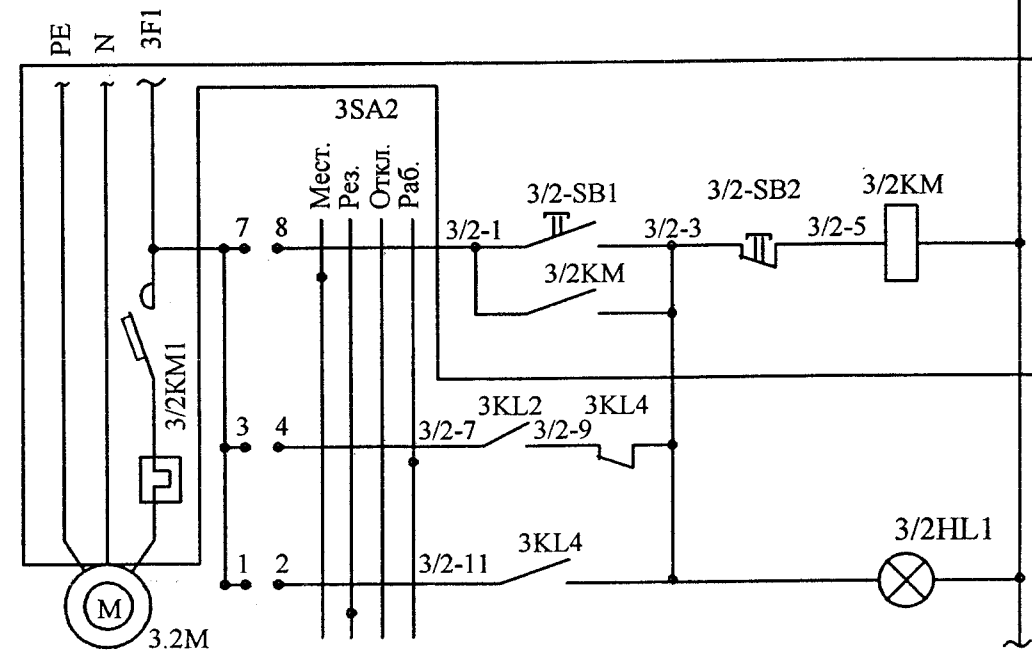 PE
N
3F1
3SA2
Мест.
Рез.
Откл.
Раб.
3/2-SB1
3/2-SB2
3/2KM
7 8
3/2-1
3/2-3
3/2-5
3/2KM
3/2KM1
3KL2
3KL4
3 4
3/2-7
3/2-9
3KL4
3/2HL1
1 2
3/2-11
M
3.2M